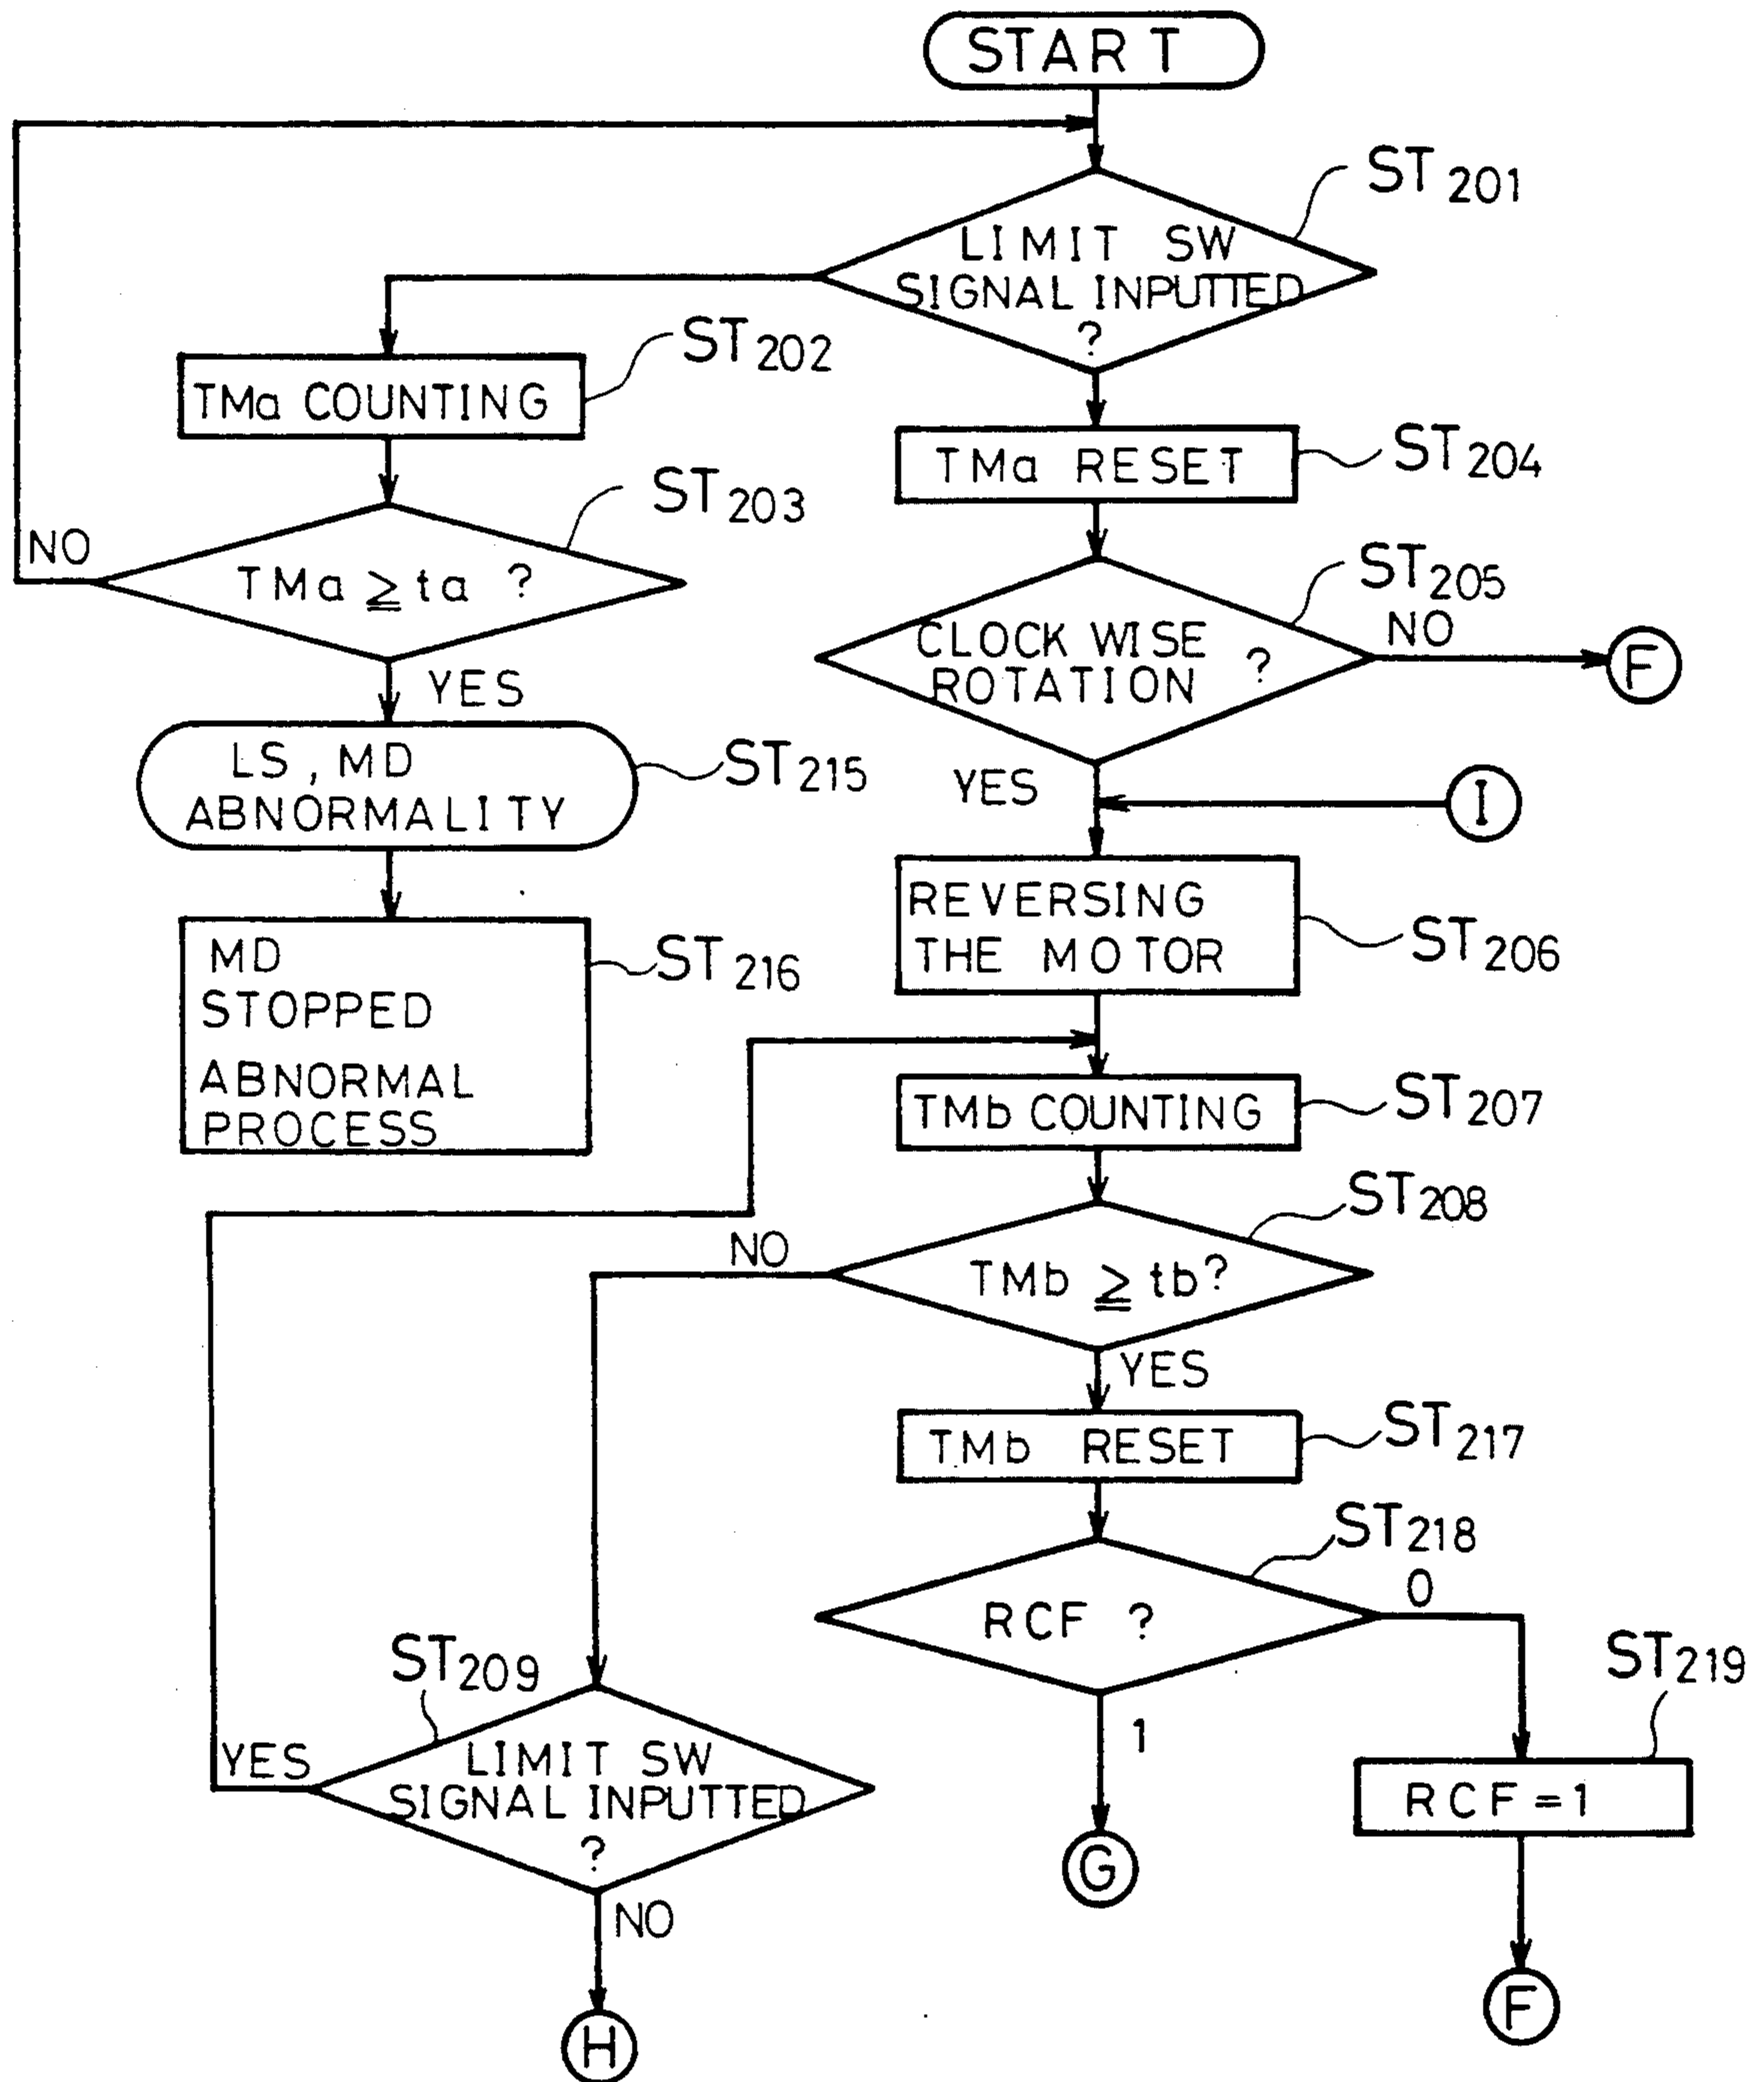 START
ST201
LIMIT SW
SIGNAL INPUTTED
?
ST202
TMa COUNTING
ST204
TMa RESET
ST203
NO
TMa ≧ ta ?
YES
ST205
CLOCK WISE
ROTATION ?
NO
F
YES
I
LS, MD
ABNORMALITY
ST215
REVERSING
THE MOTOR
ST206
MD
STOPPED
ABNORMAL
PROCESS
ST216
TMb COUNTING
ST207
ST208
NO
TMb ≧ tb?
YES
TMb RESET
ST217
ST218
RCF ?
0
1
ST219
RCF=1
ST209
YES
LIMIT SW
SIGNAL INPUTTED
?
NO
G
F
H